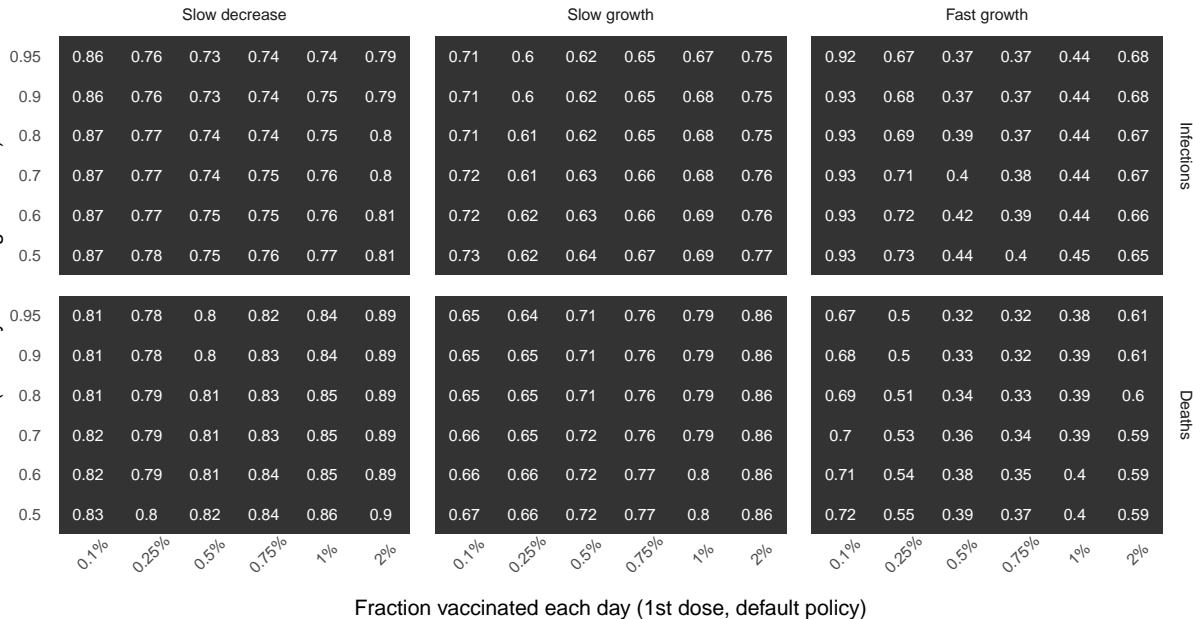 Slow decrease Slow growth Fast growth
0.95 0.86 0.76 0.73 0.74 0.74 0.79 0.71 0.6 0.62 0.65 0.67 0.75 0.92 0.67 0.37 0.37 0.44 0.68
0.9 0.86 0.76 0.73 0.74 0.75 0.79 0.71 0.6 0.62 0.65 0.68 0.75 0.93 0.68 0.37 0.37 0.44 0.68
0.8 0.87 0.77 0.74 0.74 0.75 0.8 0.71 0.61 0.62 0.65 0.68 0.75 0.93 0.69 0.39 0.37 0.44 0.67
0.7 0.87 0.77 0.74 0.75 0.76 0.8 0.72 0.61 0.63 0.66 0.68 0.76 0.93 0.71 0.4 0.38 0.44 0.67
0.6 0.87 0.77 0.75 0.75 0.76 0.81 0.72 0.62 0.63 0.66 0.69 0.76 0.93 0.72 0.42 0.39 0.44 0.66
0.5 0.87 0.78 0.75 0.76 0.77 0.81 0.73 0.62 0.64 0.67 0.69 0.77 0.93 0.73 0.44 0.4 0.45 0.65
Infections
0.95 0.81 0.78 0.8 0.82 0.84 0.89 0.65 0.64 0.71 0.76 0.79 0.86 0.67 0.5 0.32 0.32 0.38 0.61
0.9 0.81 0.78 0.8 0.83 0.84 0.89 0.65 0.65 0.71 0.76 0.79 0.86 0.68 0.5 0.33 0.32 0.39 0.61
0.8 0.81 0.79 0.81 0.83 0.85 0.89 0.65 0.65 0.71 0.76 0.79 0.86 0.69 0.51 0.34 0.33 0.39 0.6
0.7 0.82 0.79 0.81 0.83 0.85 0.89 0.66 0.65 0.72 0.76 0.79 0.86 0.7 0.53 0.36 0.34 0.39 0.59
0.6 0.82 0.79 0.81 0.84 0.85 0.89 0.66 0.66 0.72 0.77 0.8 0.86 0.71 0.54 0.38 0.35 0.4 0.59
0.5 0.83 0.8 0.82 0.84 0.86 0.9 0.67 0.66 0.72 0.77 0.8 0.86 0.72 0.55 0.39 0.37 0.4 0.59
Deaths
0.1% 0.25% 0.5% 0.75% 1% 2% 0.1% 0.25% 0.5% 0.75% 1% 2% 0.1% 0.25% 0.5% 0.75% 1% 2%
Fraction vaccinated each day (1st dose, default policy)